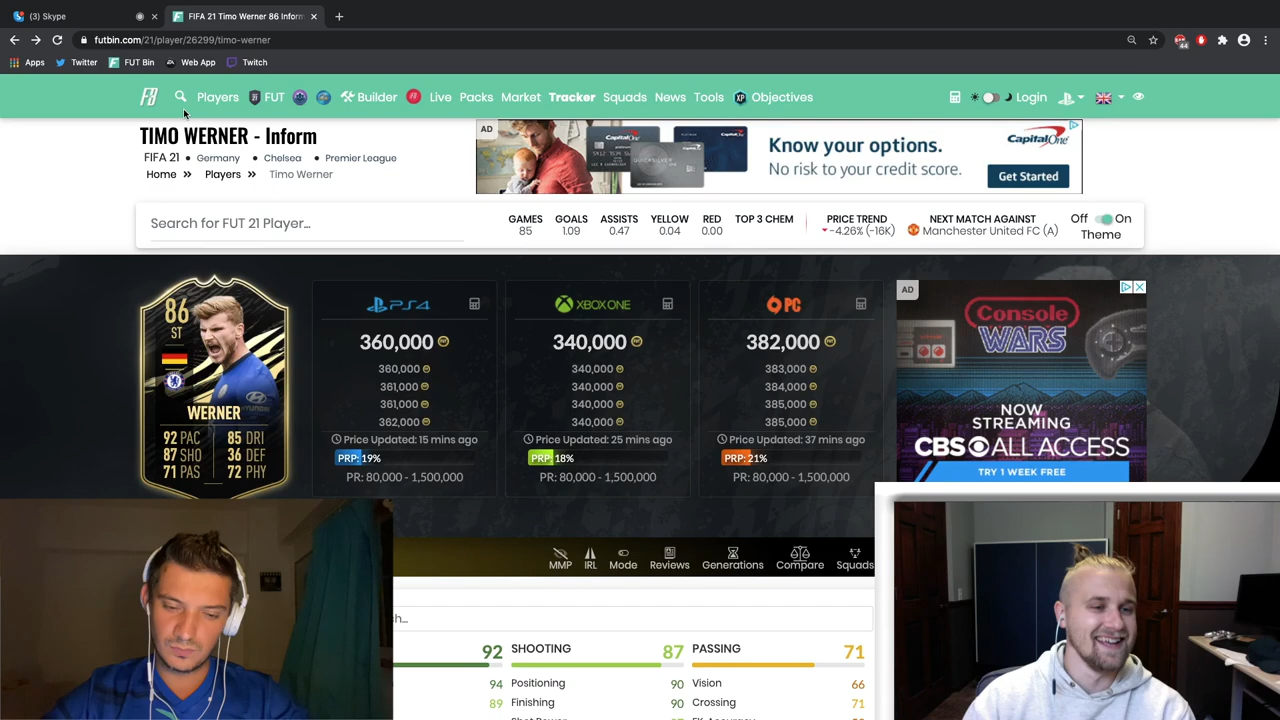 (3) Skype
FIFA 21 Timo Werner 86 Inform
futbin.com/21/player/26299/timo-werner
44
Apps Twitter FUT Bin Web App Twitch
F8 Players FUT Builder Live Packs Market Tracker Squads News Tools XP Objectives Login
TIMO WERNER - Inform
FIFA 21 • Germany • Chelsea • Premier League
Home » Players » Timo Werner
AD
Know your options.
No risk to your credit score.
Capital One
Get Started
Search for FUT 21 Player...
GAMES GOALS ASSISTS YELLOW RED TOP 3 CHEM PRICE TREND NEXT MATCH AGAINST Off On
85 1.09 0.47 0.04 0.00 -4.26% (-16K) Manchester United FC (A) Theme
86
ST
WERNER
92 PAC 85 DRI
87 SHO 36 DEF
71 PAS 72 PHY
PS4
360,000
360,000
361,000
361,000
362,000
Price Updated: 15 mins ago
PRP: 19%
PR: 80,000 - 1,500,000
XBOX ONE
340,000
340,000
340,000
340,000
340,000
Price Updated: 25 mins ago
PRP: 18%
PR: 80,000 - 1,500,000
PC
382,000
383,000
384,000
385,000
385,000
Price Updated: 37 mins ago
PRP: 21%
PR: 80,000 - 1,500,000
AD
Console
WARS
NOW
STREAMING
CBS ALL ACCESS
TRY 1 WEEK FREE
MMP IRL Mode Reviews Generations Compare Squads
ch...
92 SHOOTING 87 PASSING 71
94 Positioning 90 Vision 66
89 Finishing 90 Crossing 71